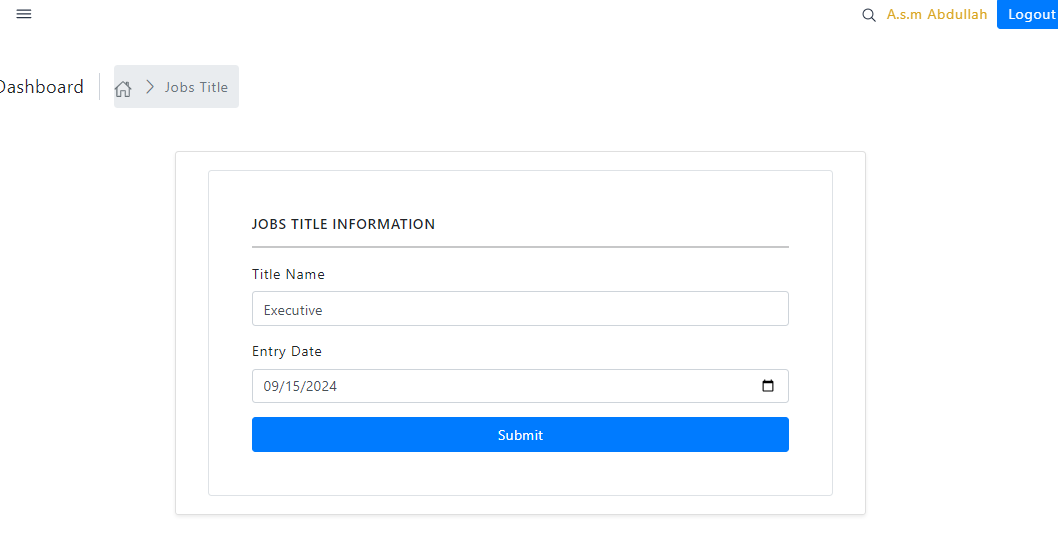 A.s.m Abdullah Logout
Dashboard Jobs Title
JOBS TITLE INFORMATION
Title Name
Executive
Entry Date
09/15/2024
Submit